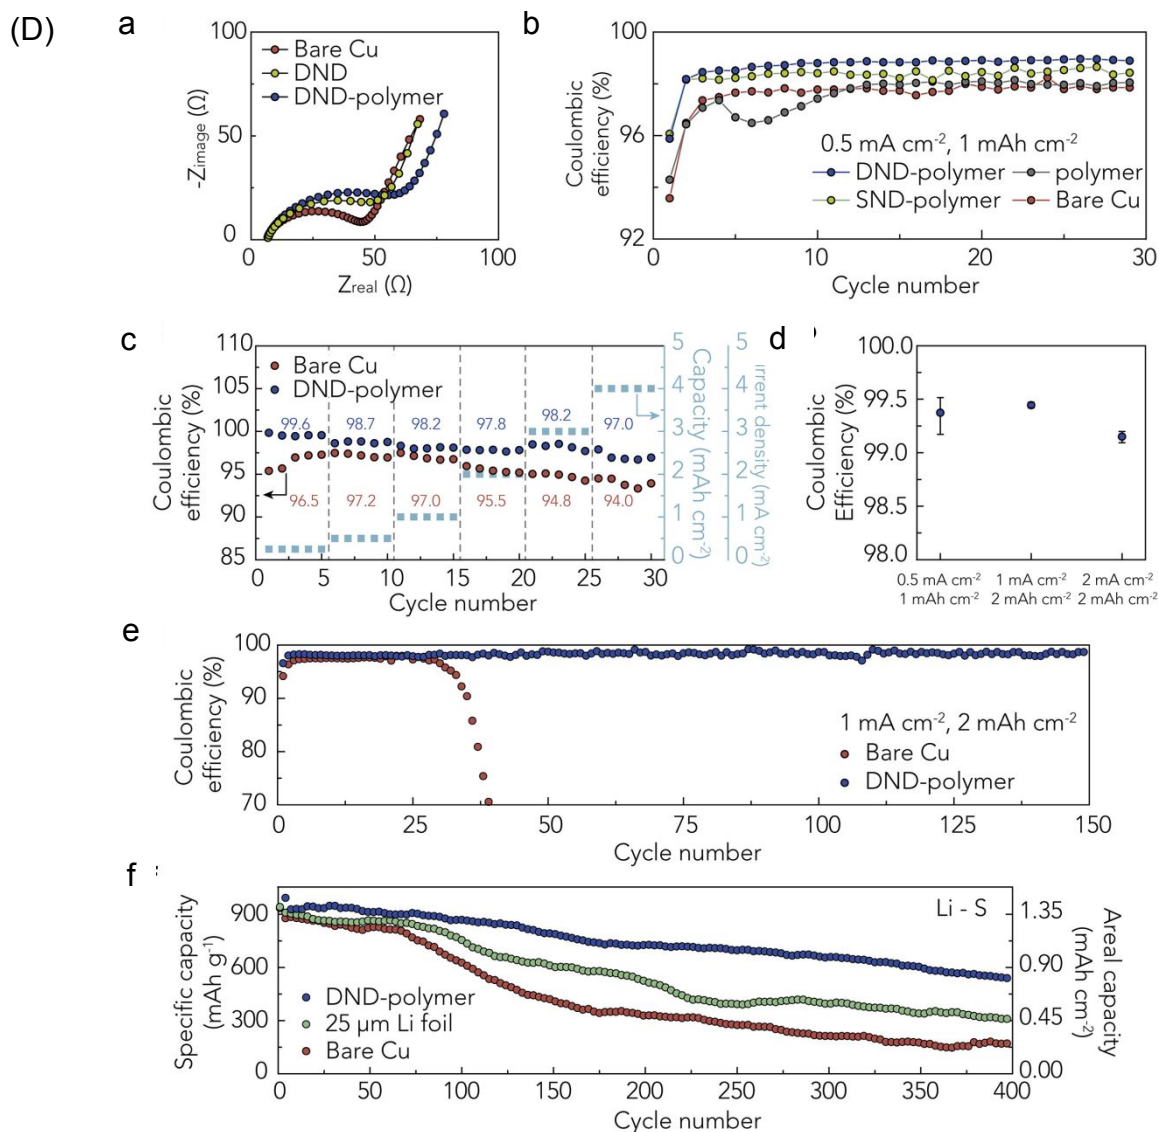 (D)
a
100
50
0
-Zimage (Ω)
Bare Cu
DND
DND-polymer
50
100
Zreal (Ω)
b
100
96
92
Coulombic
efficiency (%)
0.5 mA cm-2, 1 mAh cm-2
DND-polymer
polymer
SND-polymer
Bare Cu
0
10
20
30
Cycle number
c
110
105
100
95
90
85
Coulombic
efficiency (%)
Bare Cu
DND-polymer
99.6 98.7 98.2 97.8 98.2 97.0
96.5 97.2 97.0 95.5 94.8 94.0
0 5 10 15 20 25 30
Cycle number
5
4
3
2
1
0
Capacity (mAh cm-2)
5
4
3
2
1
0
irrent density (mA cm-2)
d
100.0
99.5
99.0
98.5
98.0
Coulombic
Efficiency (%)
0.5 mA cm-2 1 mA cm-2 2 mA cm-2
1 mAh cm-2 2 mAh cm-2 2 mAh cm-2
e
100
90
80
70
Coulombic
efficiency (%)
1 mA cm-2, 2 mAh cm-2
Bare Cu
DND-polymer
0 25 50 75 100 125 150
Cycle number
f
900
600
300
0
Specific capacity
(mAh g-1)
Li - S
DND-polymer
25 μm Li foil
Bare Cu
1.35
0.90
0.45
0.00
Areal capacity
(mAh cm-2)
0 50 100 150 200 250 300 350 400
Cycle number